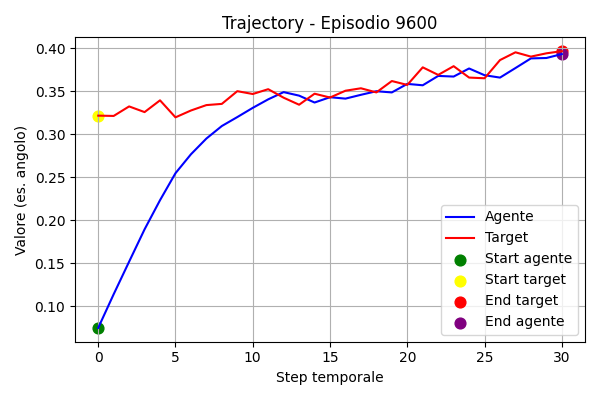 Trajectory - Episodio 9600
Valore (es. angolo)
0.40
0.35
0.30
0.25
0.20
0.15
0.10
0
5
10
15
20
25
30
Step temporale
Agente
Target
Start agente
Start target
End target
End agente